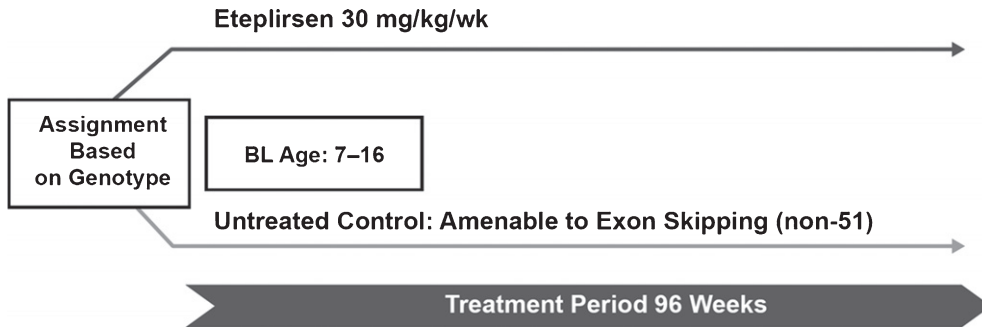 Eteplirsen 30 mg/kg/wk
Assignment
Based
on Genotype
BL Age: 7–16
Untreated Control: Amenable to Exon Skipping (non-51)
Treatment Period 96 Weeks